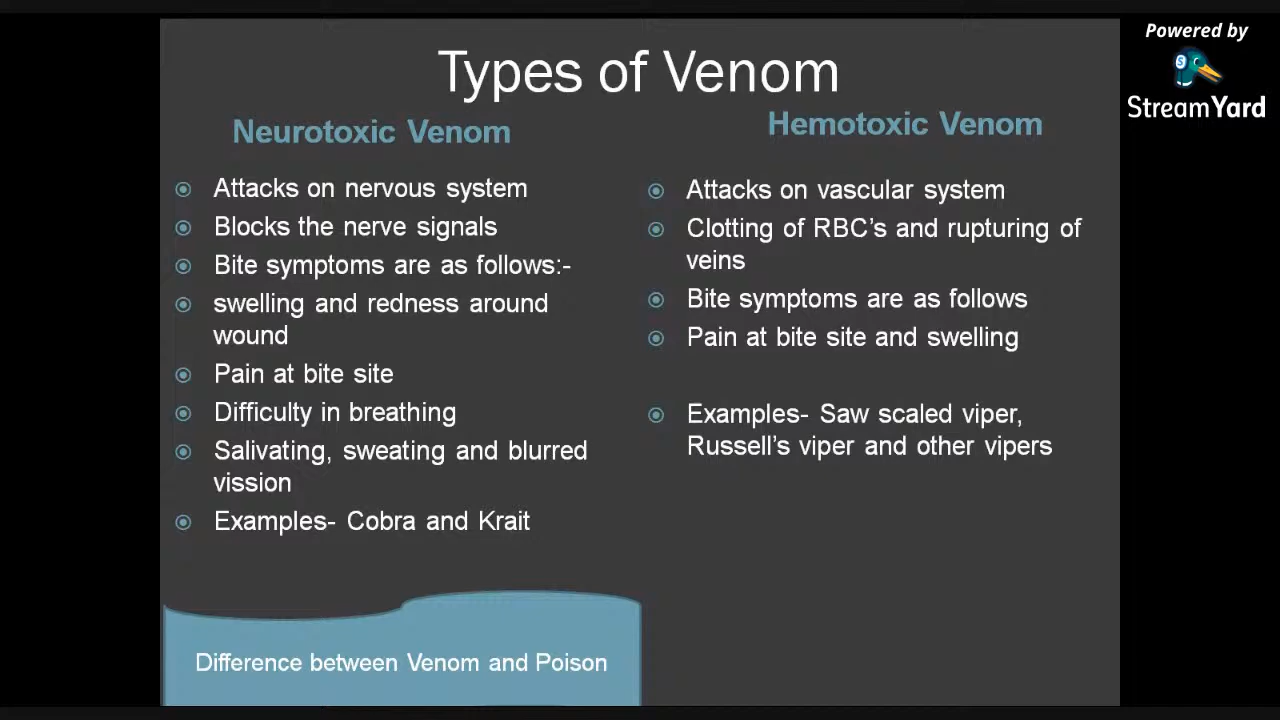 Types of Venom
Neurotoxic Venom
Attacks on nervous system
Blocks the nerve signals
Bite symptoms are as follows:-
swelling and redness around
wound
Pain at bite site
Difficulty in breathing
Salivating, sweating and blurred
vission
Examples- Cobra and Krait
Hemotoxic Venom
Attacks on vascular system
Clotting of RBC's and rupturing of
veins
Bite symptoms are as follows
Pain at bite site and swelling
Examples- Saw scaled viper,
Russell’s viper and other vipers
Difference between Venom and Poison
Powered by
S
StreamYard